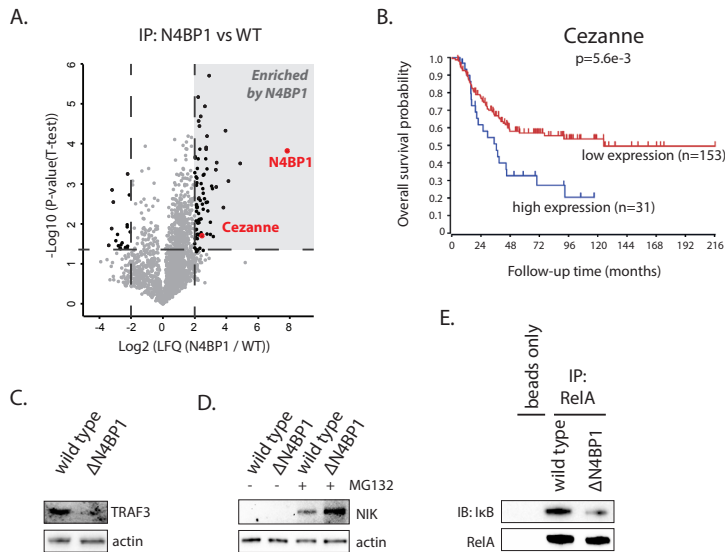 A.
IP: N4BP1 vs WT
Enriched
by N4BP1
N4BP1
Cezanne
-Log10 (P-value(T-test))
6
5
4
3
2
1
0
-4
-2
0
2
4
6
8
Log2 (LFQ (N4BP1 / WT))
B.
Cezanne
p=5.6e-3
Overall survival probability
1.0
0.9
0.8
0.7
0.6
0.5
0.4
0.3
0.2
0.1
0
24
48
72
96
120
144
168
192
216
low expression (n=153)
high expression (n=31)
Follow-up time (months)
C.
wild type
ΔN4BP1
TRAF3
actin
D.
wild type
ΔN4BP1
wild type
ΔN4BP1
- - + + MG132
NIK
actin
E.
beads only
IP:
RelA
wild type
ΔN4BP1
IB: IκB
RelA